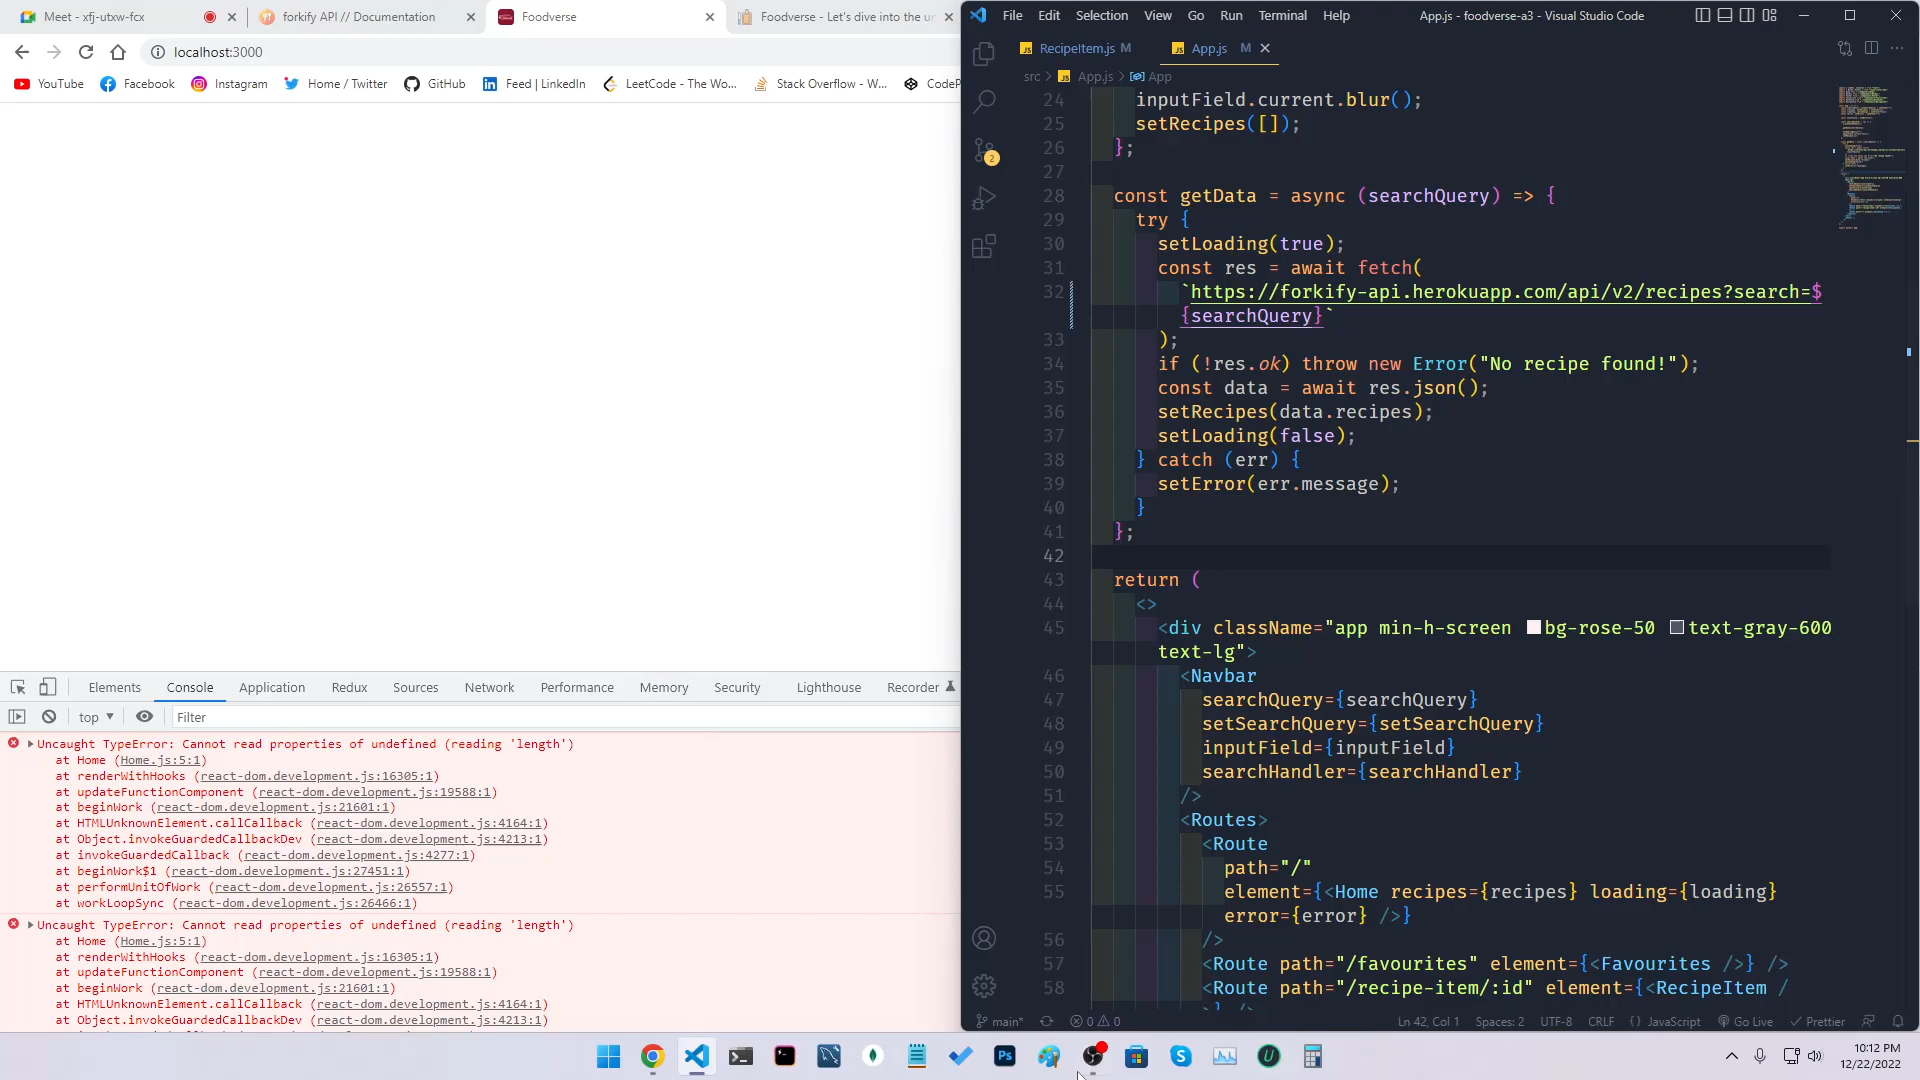 Meet - xfj-utxw-fcx
forkify API // Documentation
Foodverse
Foodverse - Let's dive into the ur
localhost:3000
YouTube
Facebook
Instagram
Home / Twitter
GitHub
Feed | LinkedIn
LeetCode - The Wo...
Stack Overflow - W...
CodeP
Elements
Console
Application
Redux
Sources
Network
Performance
Memory
Security
Lighthouse
Recorder
top
Filter
Uncaught TypeError: Cannot read properties of undefined (reading 'length')
at Home (Home.js:5:1)
at renderWithHooks (react-dom.development.js:16305:1)
at updateFunctionComponent (react-dom.development.js:19588:1)
at beginWork (react-dom.development.js:21601:1)
at HTMLUnknownElement.callCallback (react-dom.development.js:4164:1)
at Object.invokeGuardedCallbackDev (react-dom.development.js:4213:1)
at invokeGuardedCallback (react-dom.development.js:4277:1)
at beginWork$1 (react-dom.development.js:27451:1)
at performUnitOfWork (react-dom.development.js:26557:1)
at workLoopSync (react-dom.development.js:26466:1)
Uncaught TypeError: Cannot read properties of undefined (reading 'length')
at Home (Home.js:5:1)
at renderWithHooks (react-dom.development.js:16305:1)
at updateFunctionComponent (react-dom.development.js:19588:1)
at beginWork (react-dom.development.js:21601:1)
at HTMLUnknownElement.callCallback (react-dom.development.js:4164:1)
at Object.invokeGuardedCallbackDev (react-dom.development.js:4213:1)
File Edit Selection View Go Run Terminal Help
App.js - foodverse-a3 - Visual Studio Code
JS RecipeItem.js M
JS App.js M
src > JS App.js > App
2
24 inputField.current.blur();
25 setRecipes([]);
26 };
27
28 const getData = async (searchQuery) => {
29 try {
30 setLoading(true);
31 const res = await fetch(
32 `https://forkify-api.herokuapp.com/api/v2/recipes?search=$
{searchQuery}`
33 );
34 if (!res.ok) throw new Error("No recipe found!");
35 const data = await res.json();
36 setRecipes(data.recipes);
37 setLoading(false);
38 } catch (err) {
39 setError(err.message);
40 }
41 };
42
43 return (
44 <>
45 <div className="app min-h-screen bg-rose-50 text-gray-600
text-lg">
46 <Navbar
47 searchQuery={searchQuery}
48 setSearchQuery={setSearchQuery}
49 inputField={inputField}
50 searchHandler={searchHandler}
51 />
52 <Routes>
53 <Route
54 path="/"
55 element={<Home recipes={recipes} loading={loading}
error={error} />}
56 />
57 <Route path="/favourites" element={<Favourites />} />
58 <Route path="/recipe-item/:id" element={<RecipeItem /
>} />
main*
0 0
Ln 42, Col 1
Spaces: 2
UTF-8
CRLF
{} JavaScript
Go Live
Prettier
Ps
10:12 PM
12/22/2022